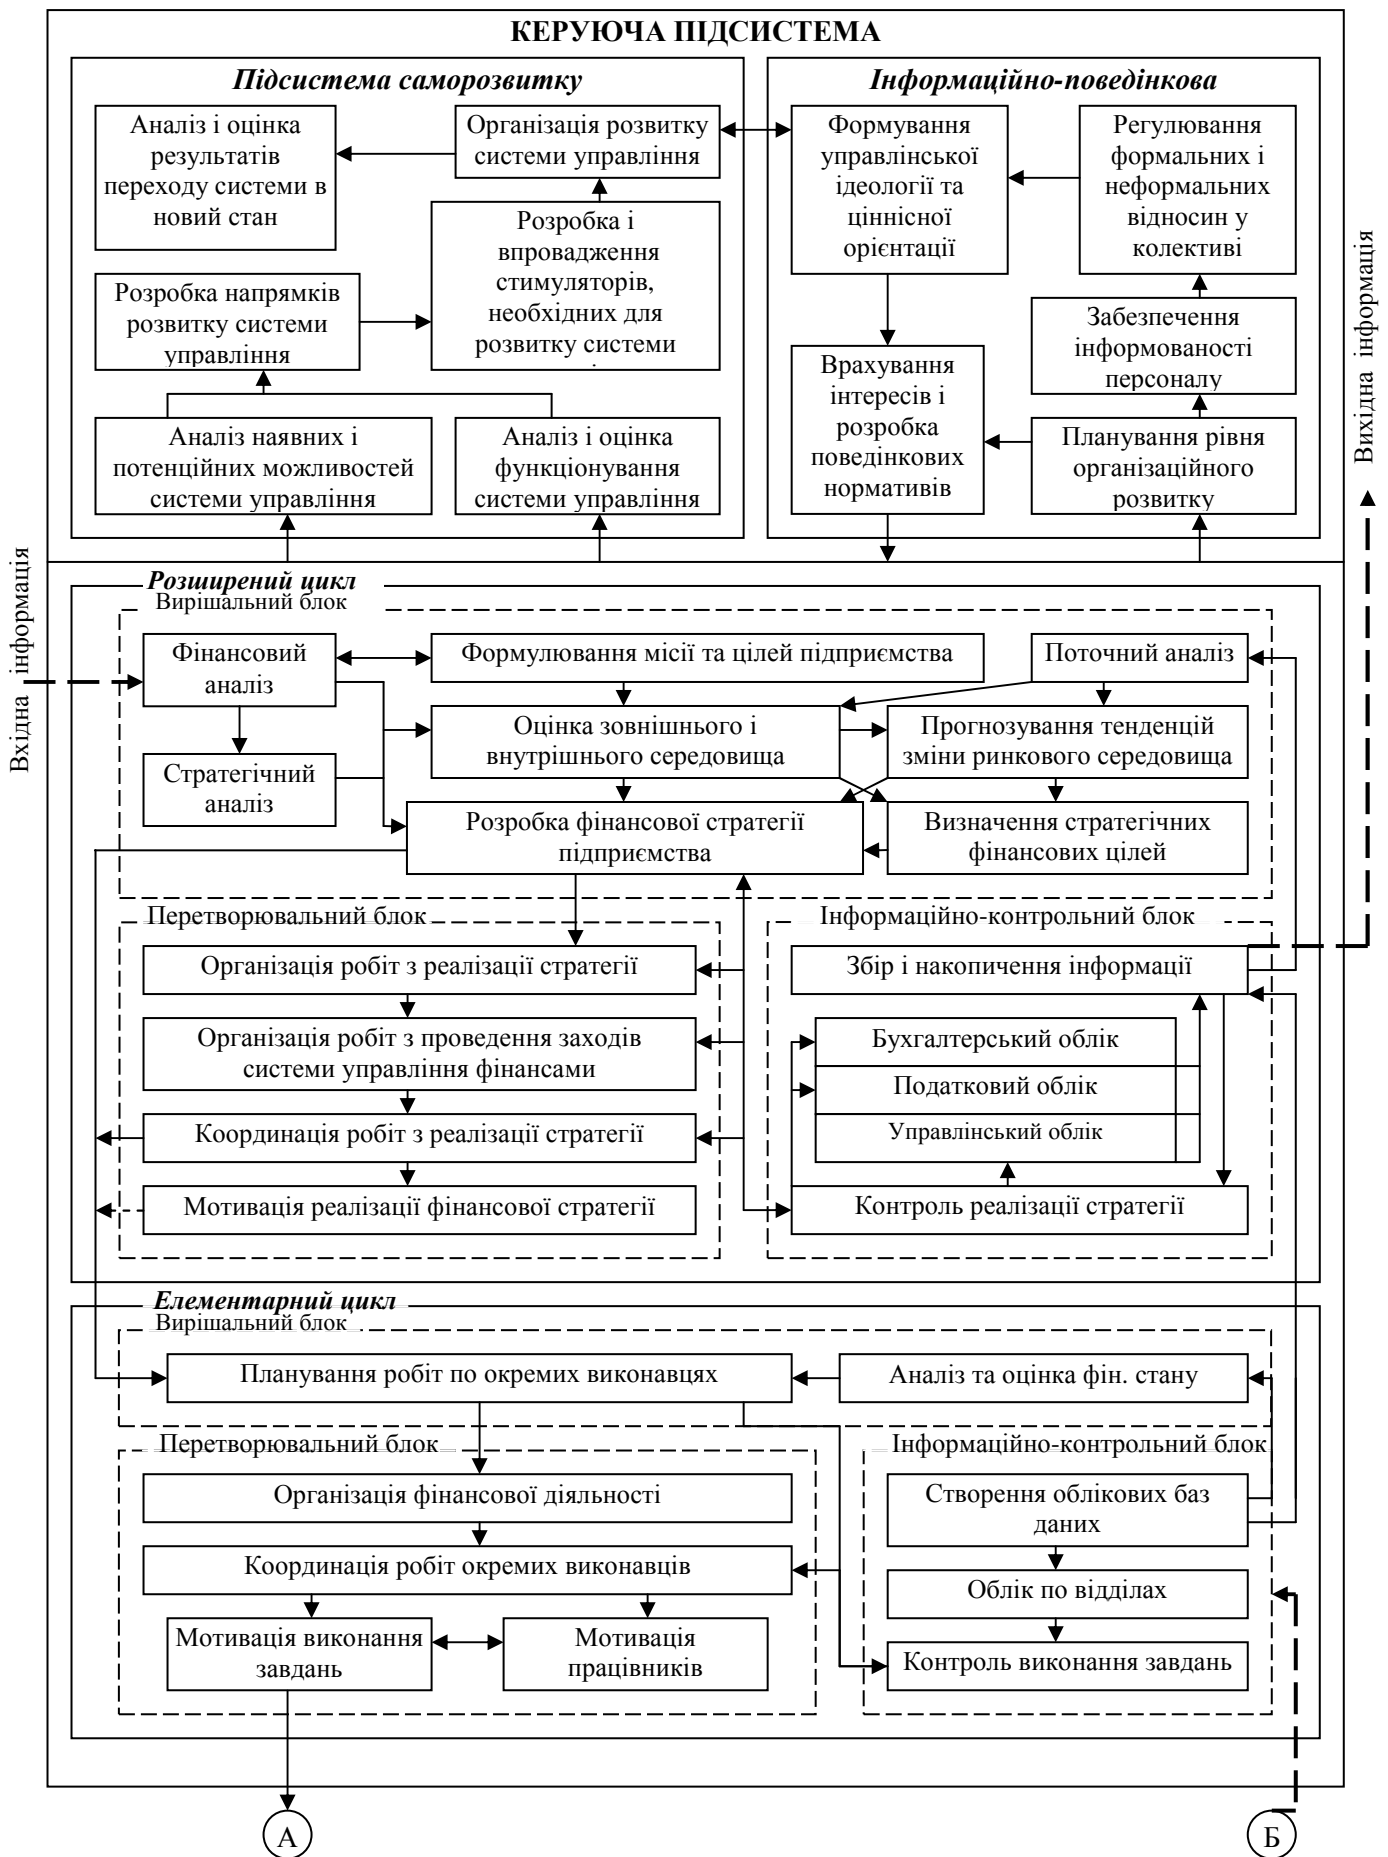 КЕРУЮЧА ПІДСИСТЕМА
Підсистема саморозвитку
Аналіз і оцінка
результатів
переходу системи в
новий стан
Організація розвитку
системи управління
Розробка напрямків
розвитку системи
управління
Розробка і
впровадження
стимуляторів,
необхідних для
розвитку системи
Аналіз наявних і
потенційних можливостей
системи управління
Аналіз і оцінка
функціонування
системи управління
Інформаційно-поведінкова
Формування
управлінської
ідеології та
ціннісної
орієнтації
Регулювання
формальних і
неформальних
відносин у
колективі
Забезпечення
інформованості
персоналу
Врахування
інтересів і
розробка
поведінкових
нормативів
Планування рівня
організаційного
розвитку
Вихідна інформація
Вхідна інформація
Розширений цикл
Вирішальний блок
Фінансовий
аналіз
Формулювання місії та цілей підприємства
Поточний аналіз
Оцінка зовнішнього і
внутрішнього середовища
Прогнозування тенденцій
зміни ринкового середовища
Стратегічний
аналіз
Розробка фінансової стратегії
підприємства
Визначення стратегічних
фінансових цілей
Перетворювальний блок
Організація робіт з реалізації стратегії
Організація робіт з проведення заходів
системи управління фінансами
Координація робіт з реалізації стратегії
Мотивація реалізації фінансової стратегії
Інформаційно-контрольний блок
Збір і накопичення інформації
Бухгалтерський облік
Податковий облік
Управлінський облік
Контроль реалізації стратегії
Елементарний цикл
Вирішальний блок
Планування робіт по окремих виконавцях
Аналіз та оцінка фін. стану
Перетворювальний блок
Організація фінансової діяльності
Координація робіт окремих виконавців
Мотивація виконання
завдань
Мотивація
працівників
Інформаційно-контрольний блок
Створення облікових баз
даних
Облік по відділах
Контроль виконання завдань
А
Б